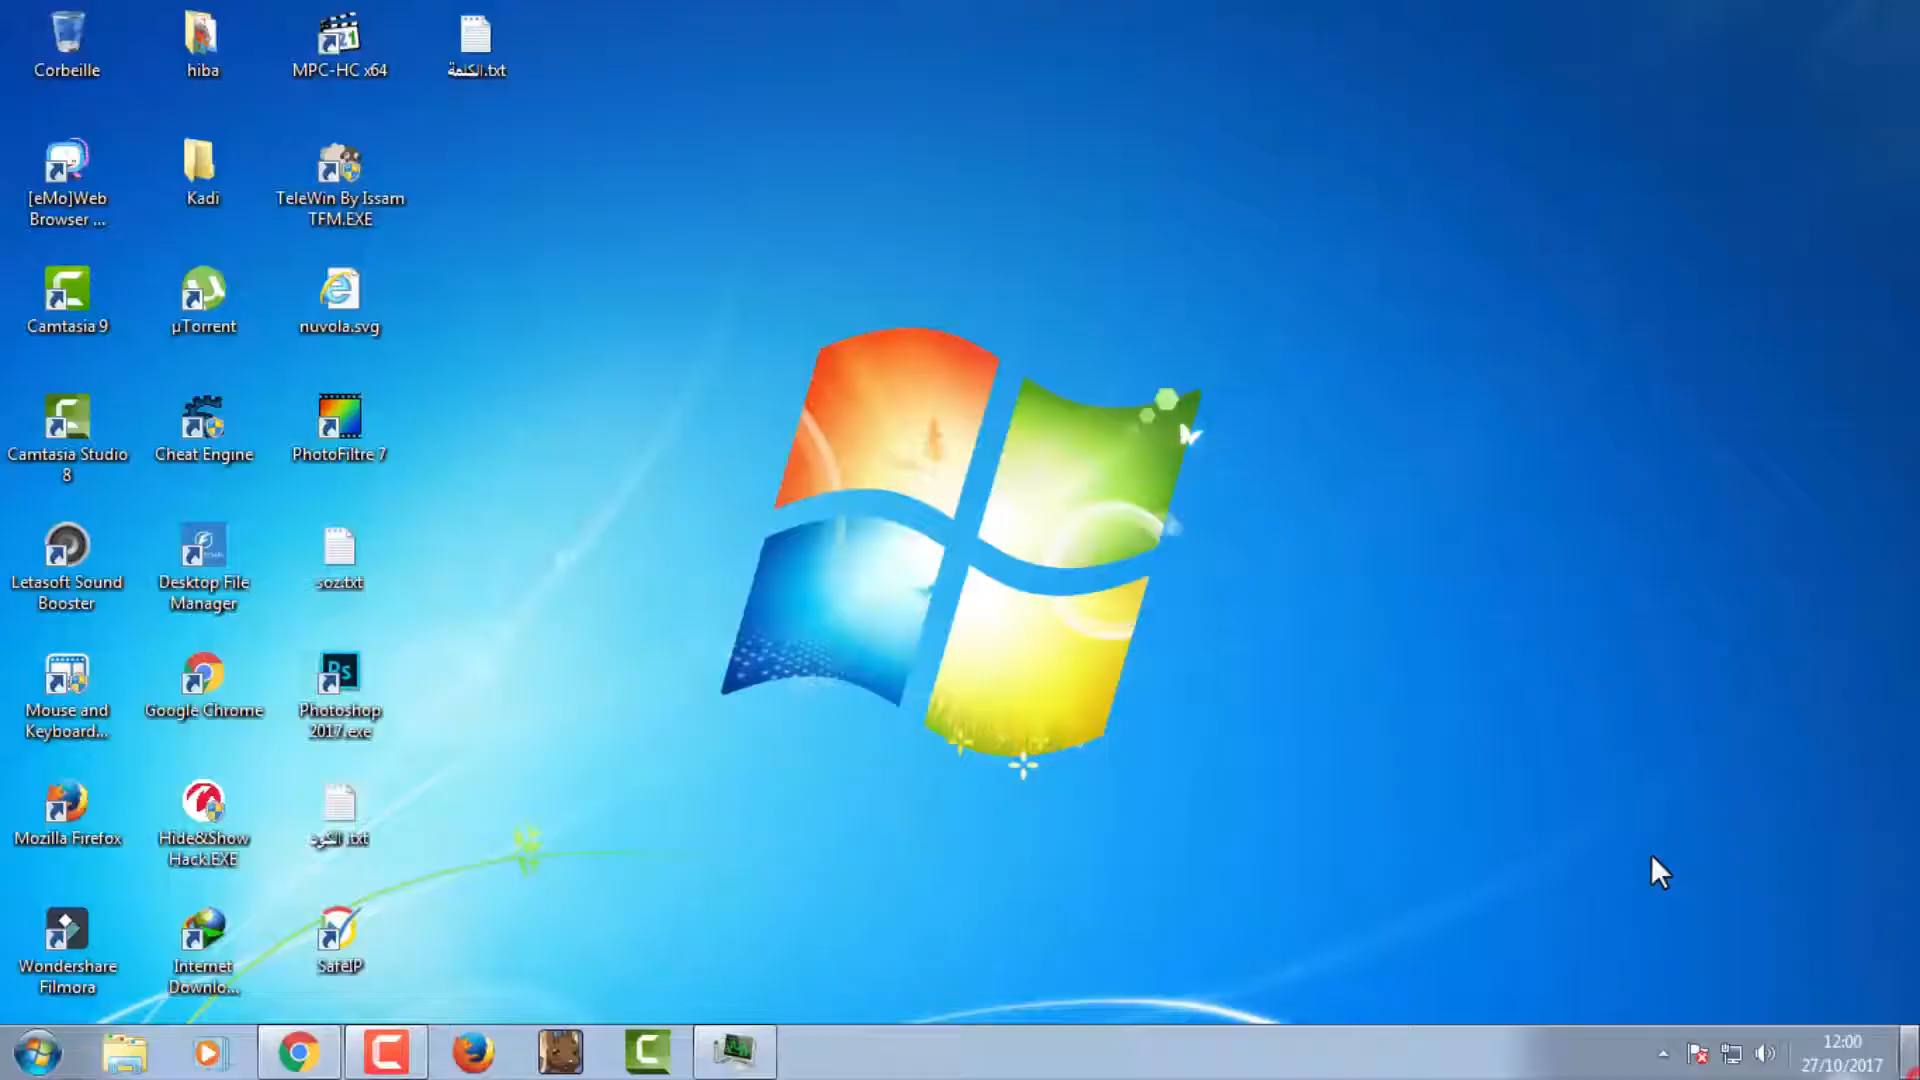 Corbeille
hiba
MPC-HC x64
الكلمة.txt
[eMo]Web
Browser ...
Kadi
TeleWin By Issam
TFM.EXE
Camtasia 9
µTorrent
nuvola.svg
Camtasia Studio
8
Cheat Engine
PhotoFiltre 7
Letasoft Sound
Booster
Desktop File
Manager
soz.txt
Mouse and
Keyboard...
Google Chrome
Photoshop
2017.exe
Mozilla Firefox
Hide&Show
Hack.EXE
الكود.txt
Wondershare
Filmora
Internet
Downlo...
SafeIP
12:00
27/10/2017